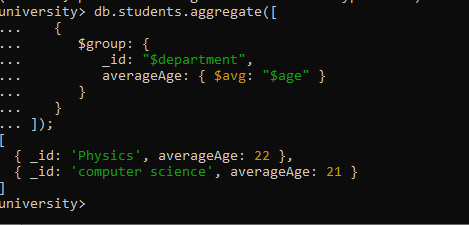 university> db.students.aggregate([
... {
... $group: {
... _id: "$department",
... averageAge: { $avg: "$age" }
... }
... }
... ]);
[
{ _id: 'Physics', averageAge: 22 },
{ _id: 'computer science', averageAge: 21 }
]
university>